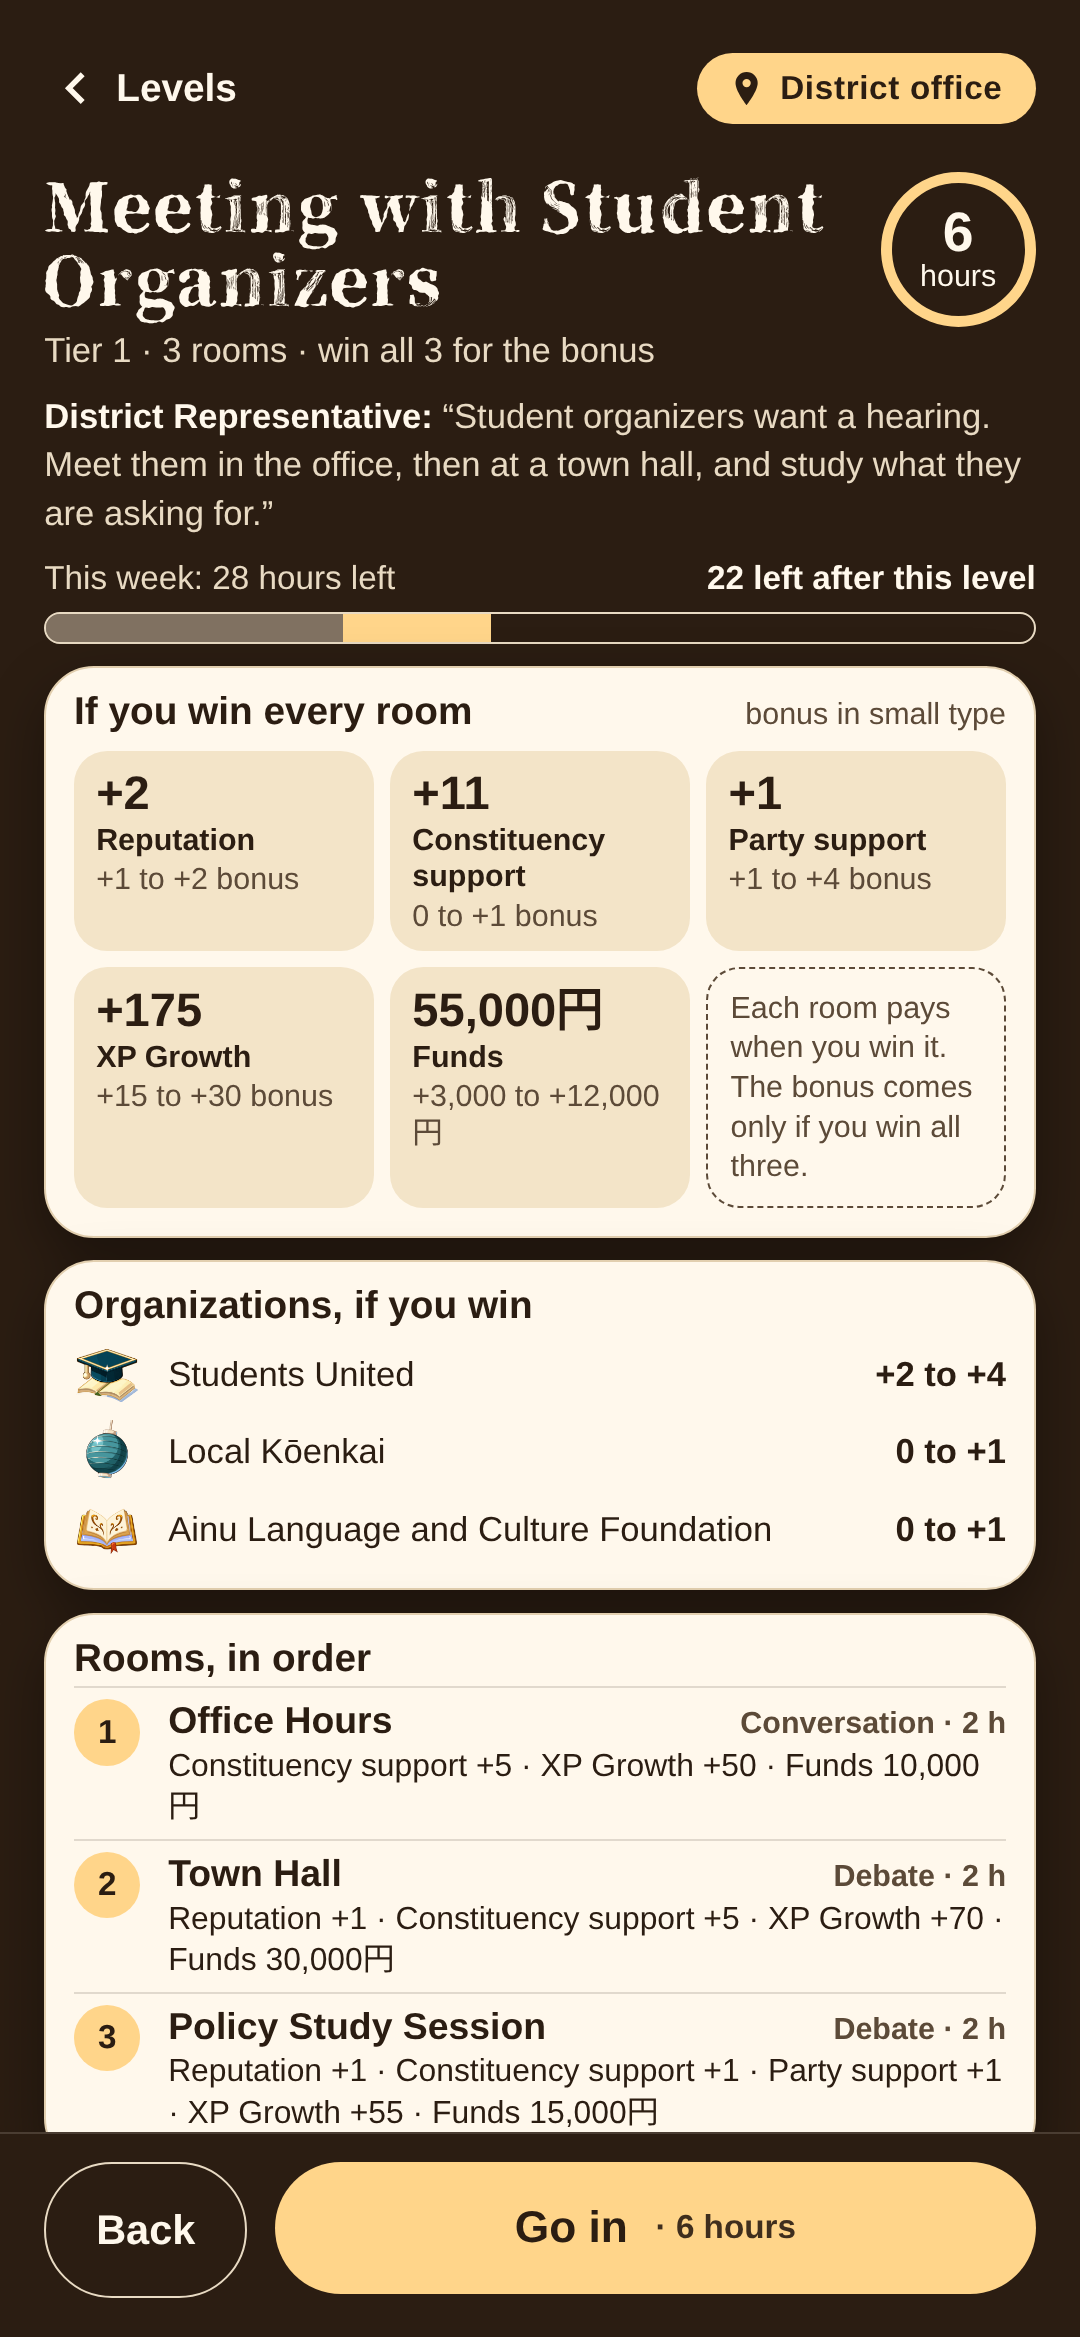 Levels
District office
Meeting with Student
Organizers
6
hours
Tier 1 · 3 rooms · win all 3 for the bonus
District Representative: “Student organizers want a hearing.
Meet them in the office, then at a town hall, and study what they
are asking for.”
This week: 28 hours left
22 left after this level
If you win every room
bonus in small type
+2
Reputation
+1 to +2 bonus
+11
Constituency
support
0 to +1 bonus
+1
Party support
+1 to +4 bonus
+175
XP Growth
+15 to +30 bonus
55,000円
Funds
+3,000 to +12,000
円
Each room pays
when you win it.
The bonus comes
only if you win all
three.
Organizations, if you win
Students United
+2 to +4
Local Kōenkai
0 to +1
Ainu Language and Culture Foundation
0 to +1
Rooms, in order
1
Office Hours
Conversation · 2 h
Constituency support +5 · XP Growth +50 · Funds 10,000
円
2
Town Hall
Debate · 2 h
Reputation +1 · Constituency support +5 · XP Growth +70 ·
Funds 30,000円
3
Policy Study Session
Debate · 2 h
Reputation +1 · Constituency support +1 · Party support +1
· XP Growth +55 · Funds 15,000円
Back
Go in · 6 hours